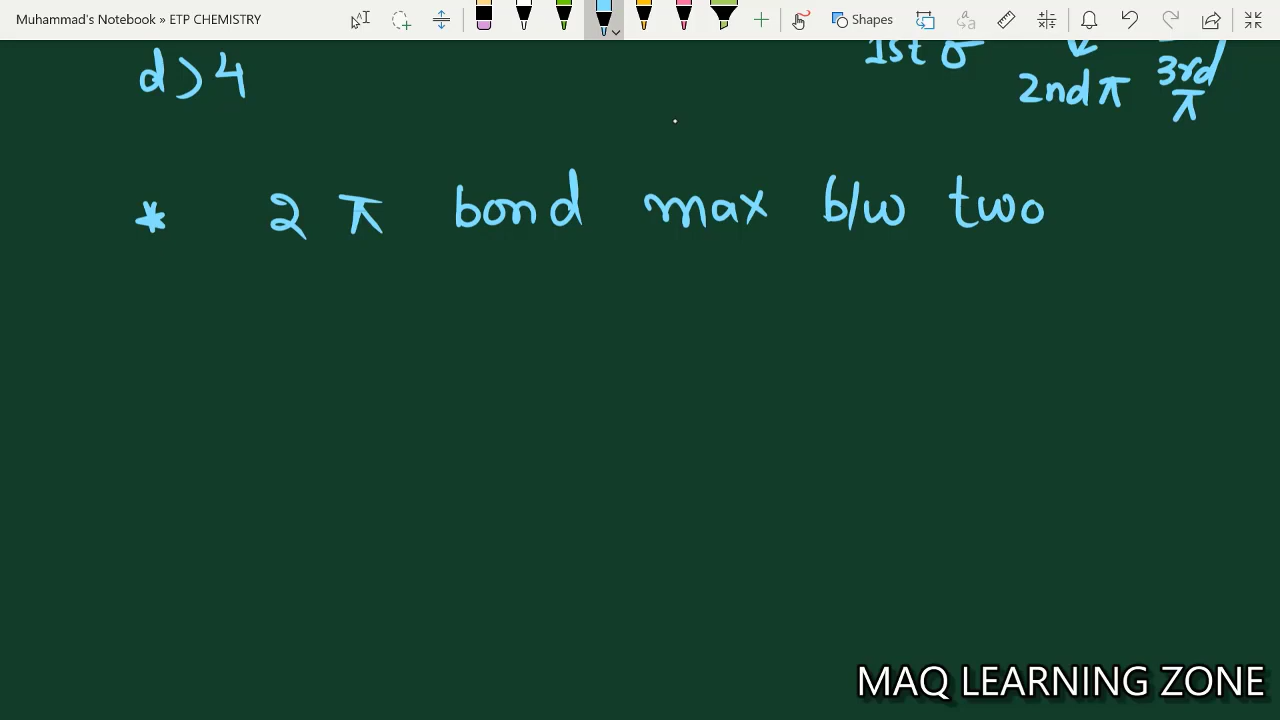 Muhammad's Notebook » ETP CHEMISTRY
Shapes
d > 4
1st σ
2nd π
3rd
π
* 2 π bond max b/w two
MAQ LEARNING ZONE